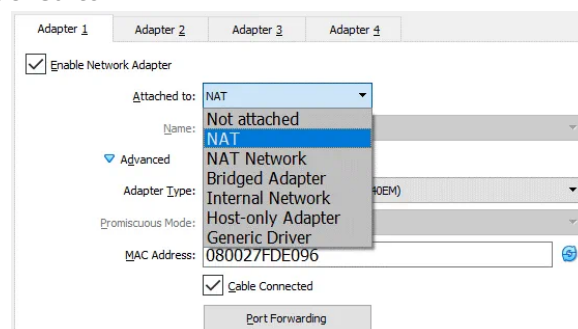 Adapter 1 Adapter 2 Adapter 3 Adapter 4
Enable Network Adapter
Attached to: NAT
Not attached
Name:
NAT
Advanced
NAT Network
Bridged Adapter
Adapter Type: 40EM)
Internal Network
Promiscuous Mode:
Host-only Adapter
Generic Driver
MAC Address: 080027FDE096
Cable Connected
Port Forwarding